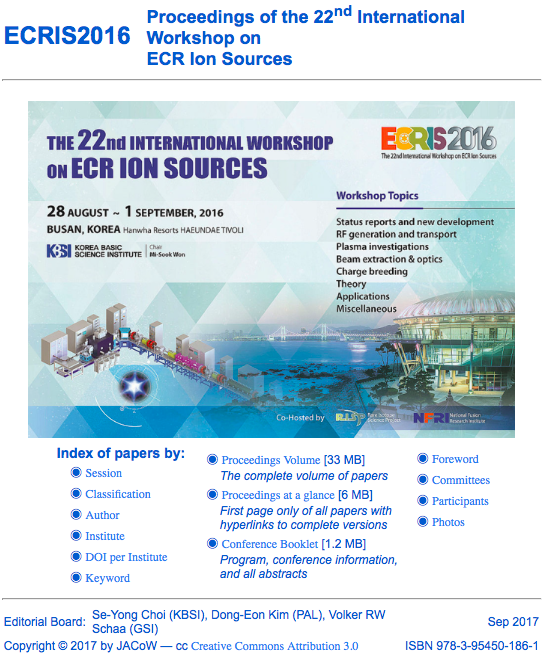 ECRIS2016
Proceedings of the 22nd International
Workshop on
ECR Ion Sources
THE 22nd INTERNATIONAL WORKSHOP
ON ECR ION SOURCES
ECRIS2016
The 22nd International Workshop on ECR Ion Sources
28 AUGUST ~ 1 SEPTEMBER, 2016
BUSAN, KOREA Hanwha Resorts HAEUNDAE TIVOLI
KBSI KOREA BASIC
SCIENCE INSTITUTE
Chair
Mi-Sook Won
Workshop Topics
Status reports and new development
RF generation and transport
Plasma investigations
Beam extraction & optics
Charge breeding
Theory
Applications
Miscellaneous
Co-Hosted by
RISP Rare Isotope
Science Project
NFRI National Fusion
Research Institute
Index of papers by:
Session
Classification
Author
Institute
DOI per Institute
Keyword
Proceedings Volume [33 MB]
The complete volume of papers
Proceedings at a glance [6 MB]
First page only of all papers with
hyperlinks to complete versions
Conference Booklet [1.2 MB]
Program, conference information,
and all abstracts
Foreword
Committees
Participants
Photos
Editorial Board: Se-Yong Choi (KBSI), Dong-Eon Kim (PAL), Volker RW
Schaa (GSI)
Sep 2017
Copyright © 2017 by JACoW — cc Creative Commons Attribution 3.0
ISBN 978-3-95450-186-1